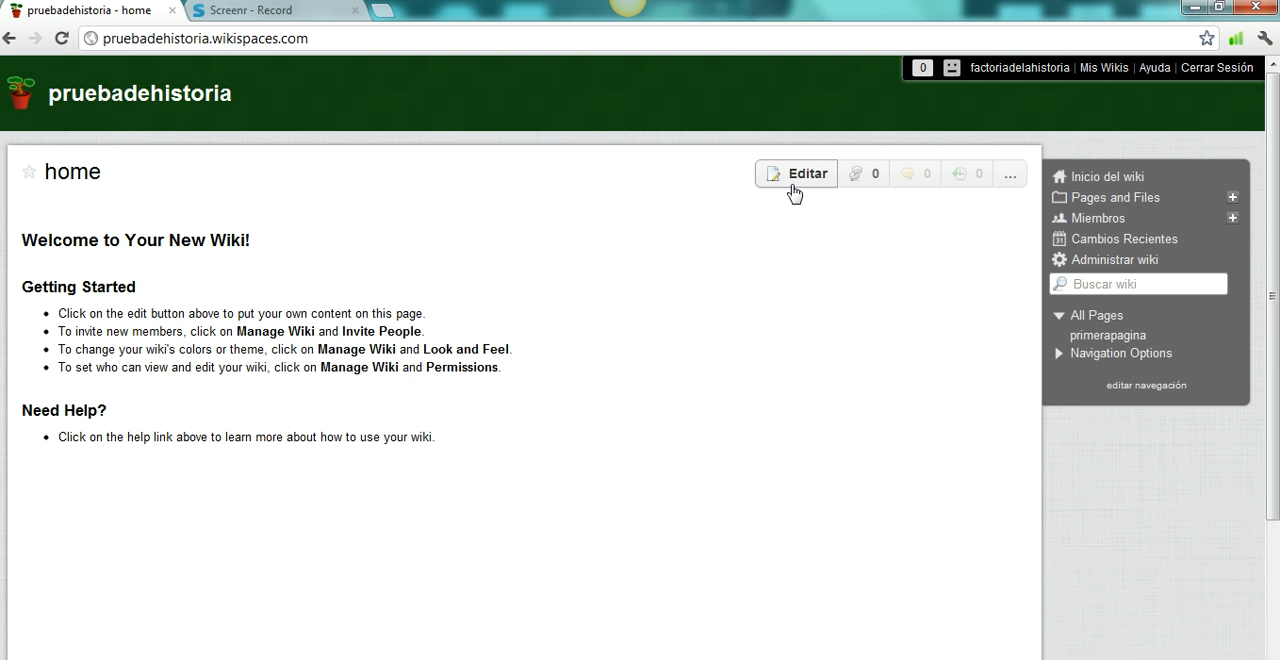 pruebadehistoria - home
Screenr - Record
pruebadehistoria.wikispaces.com
0 factoriadelahistoria | Mis Wikis | Ayuda | Cerrar Sesión
pruebadehistoria
home
Editar 0 0 0 ...
Welcome to Your New Wiki!
Getting Started
• Click on the edit button above to put your own content on this page.
• To invite new members, click on Manage Wiki and Invite People.
• To change your wiki's colors or theme, click on Manage Wiki and Look and Feel.
• To set who can view and edit your wiki, click on Manage Wiki and Permissions.
Need Help?
• Click on the help link above to learn more about how to use your wiki.
Inicio del wiki
Pages and Files
Miembros
31 Cambios Recientes
Administrar wiki
Buscar wiki
All Pages
primerapagina
Navigation Options
editar navegación